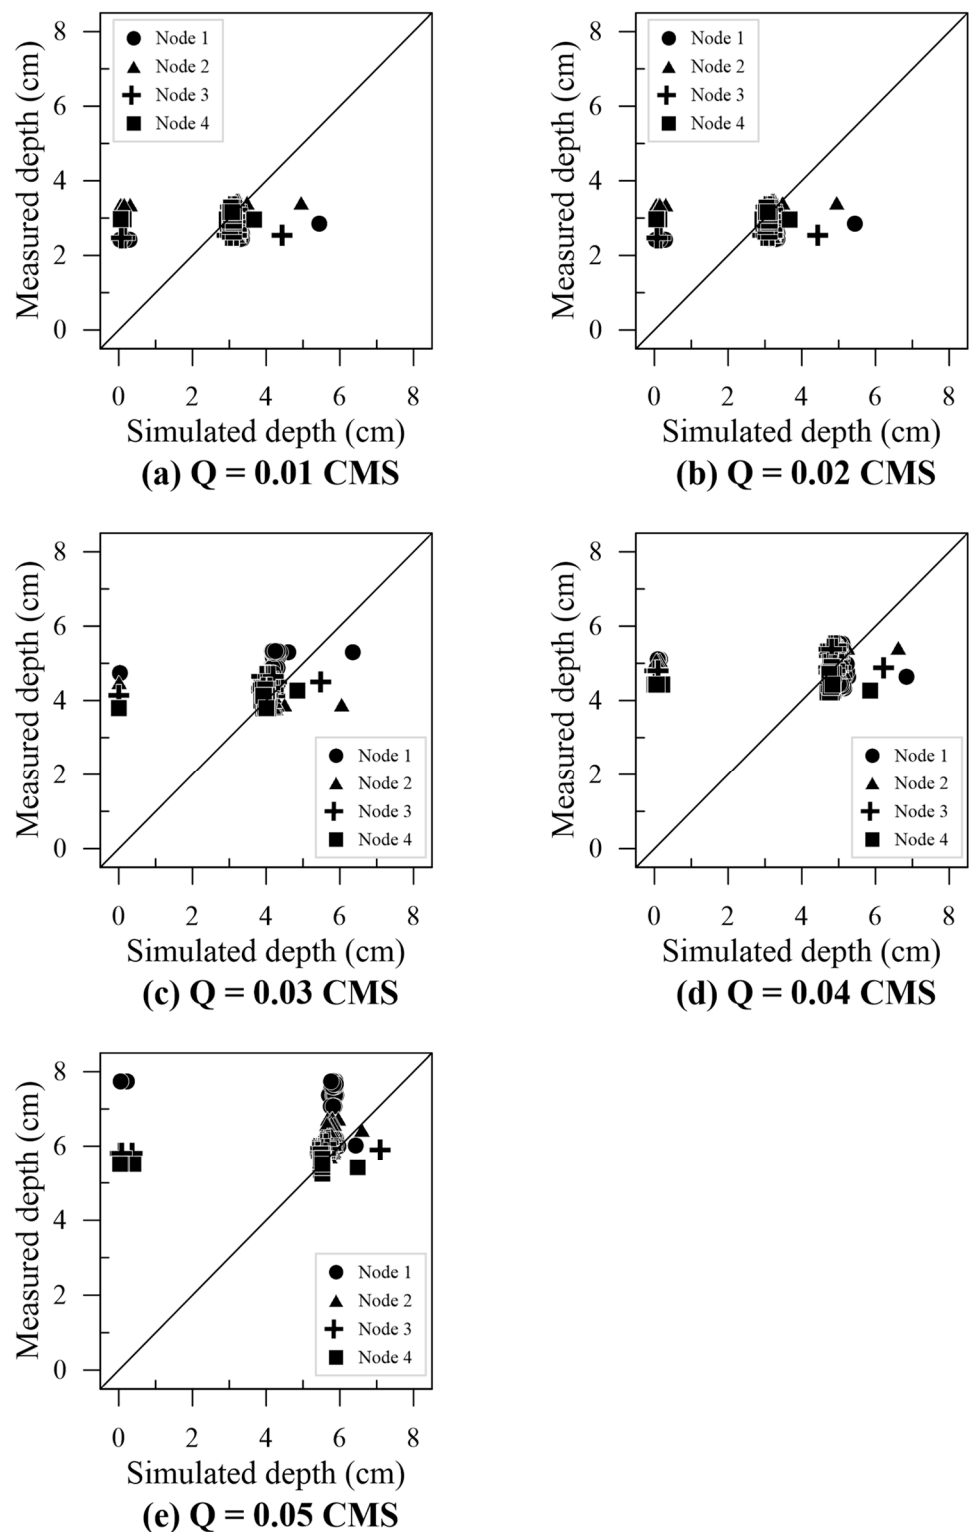 8
6
4
2
0
Measured depth (cm)
Node 1
Node 2
Node 3
Node 4
0 2 4 6 8
Simulated depth (cm)
(a) Q = 0.01 CMS
8
6
4
2
0
Measured depth (cm)
Node 1
Node 2
Node 3
Node 4
0 2 4 6 8
Simulated depth (cm)
(b) Q = 0.02 CMS
8
6
4
2
0
Measured depth (cm)
Node 1
Node 2
Node 3
Node 4
0 2 4 6 8
Simulated depth (cm)
(c) Q = 0.03 CMS
8
6
4
2
0
Measured depth (cm)
Node 1
Node 2
Node 3
Node 4
0 2 4 6 8
Simulated depth (cm)
(d) Q = 0.04 CMS
8
6
4
2
0
Measured depth (cm)
Node 1
Node 2
Node 3
Node 4
0 2 4 6 8
Simulated depth (cm)
(e) Q = 0.05 CMS